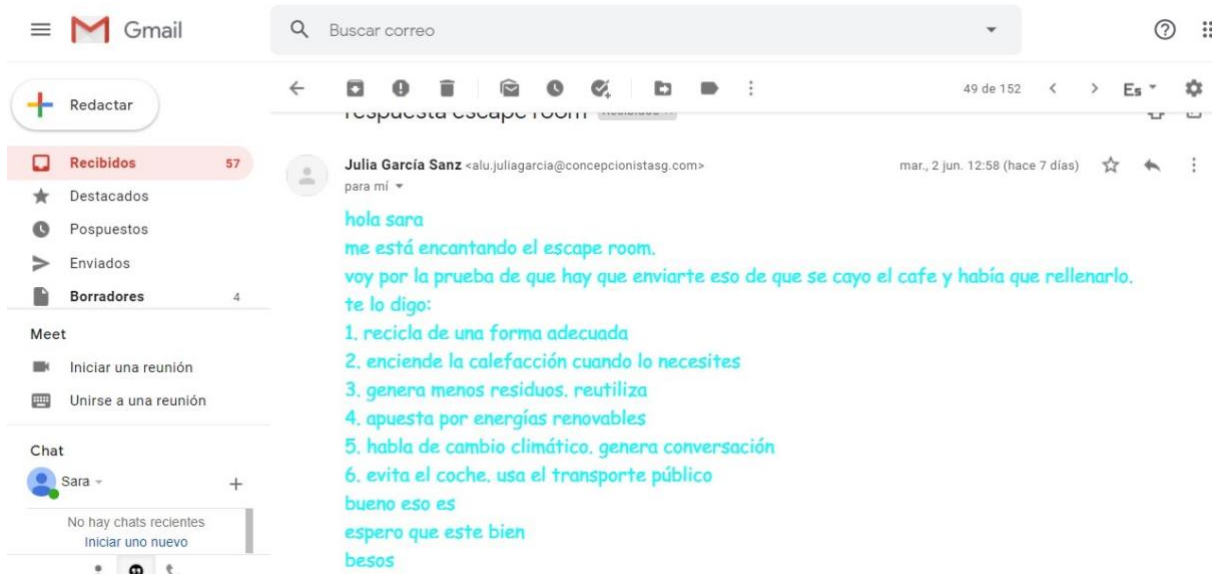 Gmail
Buscar correo
Redactar
49 de 152
Es
respuesta escape room
Recibidos 57
Destacados
Pospuestos
Enviados
Borradores 4
Meet
Iniciar una reunión
Unirse a una reunión
Chat
Sara
No hay chats recientes
Iniciar uno nuevo
Julia García Sanz <alu.juliagarcia@concepcionistasg.com>
mar., 2 jun. 12:58 (hace 7 días)
para mí
hola sara
me está encantando el escape room.
voy por la prueba de que hay que enviarte eso de que se cayo el cafe y había que rellenarlo.
te lo digo:
1. recicla de una forma adecuada
2. enciende la calefacción cuando lo necesites
3. genera menos residuos. reutiliza
4. apuesta por energías renovables
5. habla de cambio climático. genera conversación
6. evita el coche. usa el transporte público
bueno eso es
espero que este bien
besos